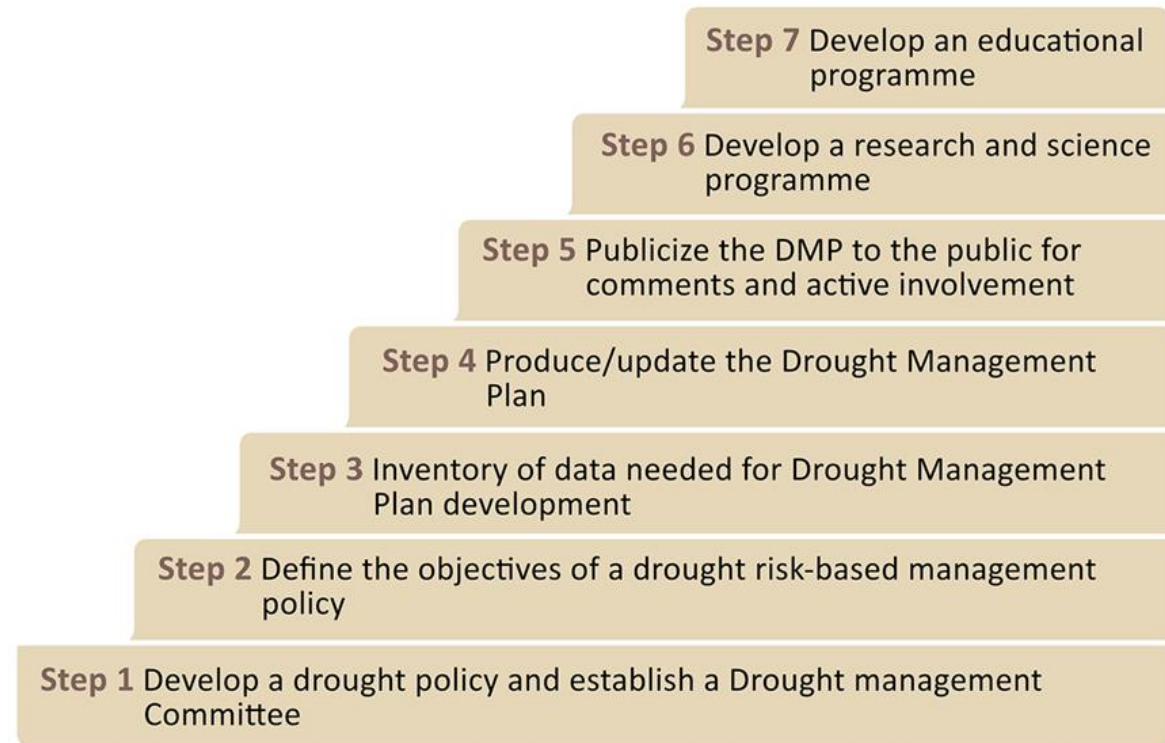 Step 7 Develop an educational
programme
Step 6 Develop a research and science
programme
Step 5 Publicize the DMP to the public for
comments and active involvement
Step 4 Produce/update the Drought Management
Plan
Step 3 Inventory of data needed for Drought Management
Plan development
Step 2 Define the objectives of a drought risk-based management
policy
Step 1 Develop a drought policy and establish a Drought management
Committee